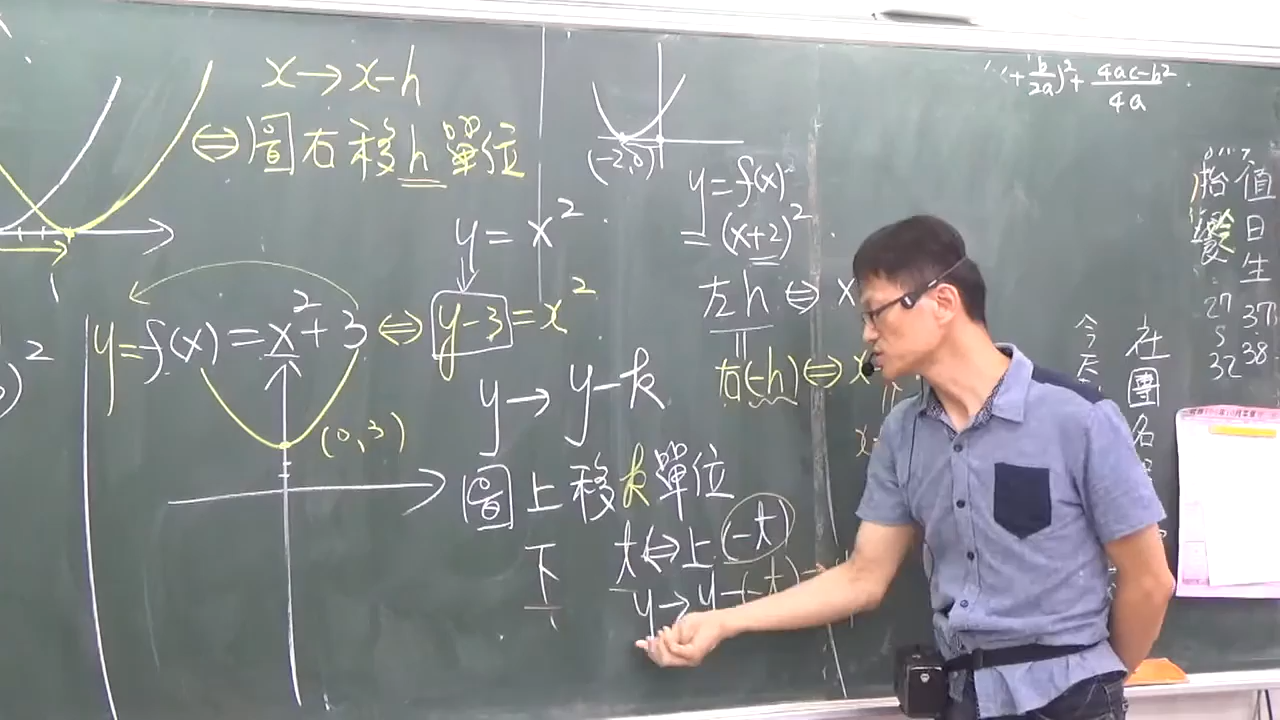 x→x-h
⇔圖右移h單位
1
y=x²
y=f(x)=x²+3⇔y-3=x²
(0,3)
y→y-k
圖上移k單位
下 k⇔上(-k)
y→y-(-k)
(-2,0)
y=f(x)
=(x+2)²
左h⇔x
右(-h)⇔x
+b/2a)²+(4ac-b²)/4a
值日生
37
38
27
5
32
社團名
今天